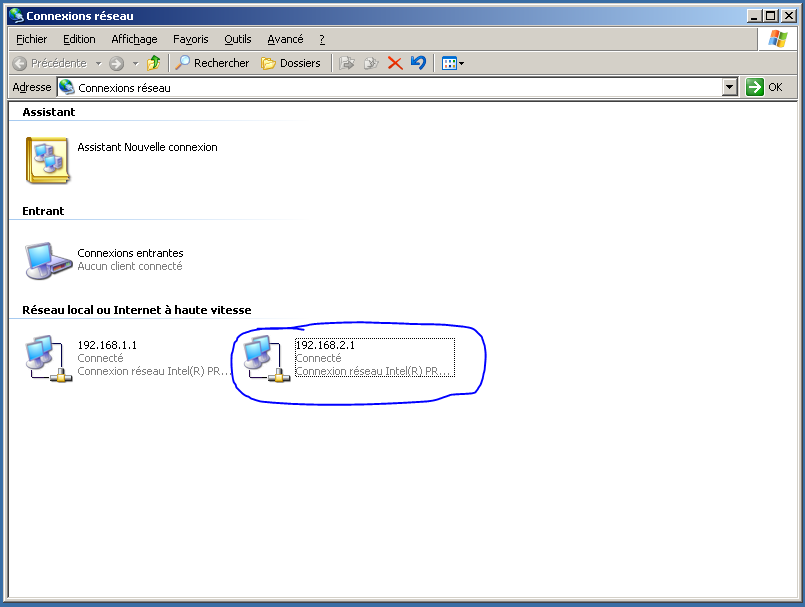 Connexions réseau
Fichier Edition Affichage Favoris Outils Avancé ?
Précédente Rechercher Dossiers
Adresse Connexions réseau OK
Assistant
Assistant Nouvelle connexion
Entrant
Connexions entrantes
Aucun client connecté
Réseau local ou Internet à haute vitesse
192.168.1.1
Connecté
Connexion réseau Intel(R) PR...
192.168.2.1
Connecté
Connexion réseau Intel(R) PR...